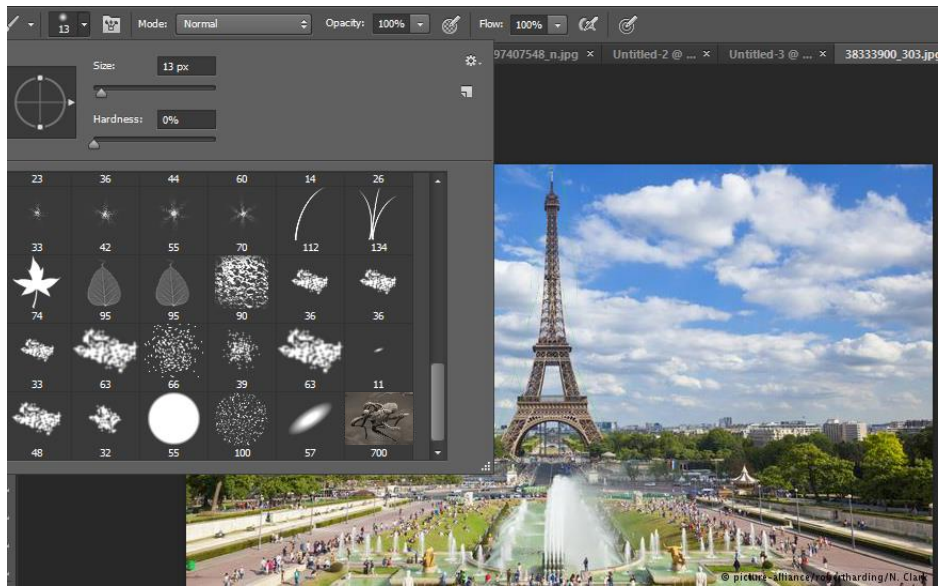 13 Mode: Normal Opacity: 100% Flow: 100%
97407548_n.jpg × Untitled-2 @ ... × Untitled-3 @ ... × 38333900_303.jpg
Size: 13 px
Hardness: 0%
23 36 44 60 14 26
33 42 55 70 112 134
74 95 95 90 36 36
33 63 66 39 63 11
48 32 55 100 57 700
© picture-alliance/robertharding/N. Clark